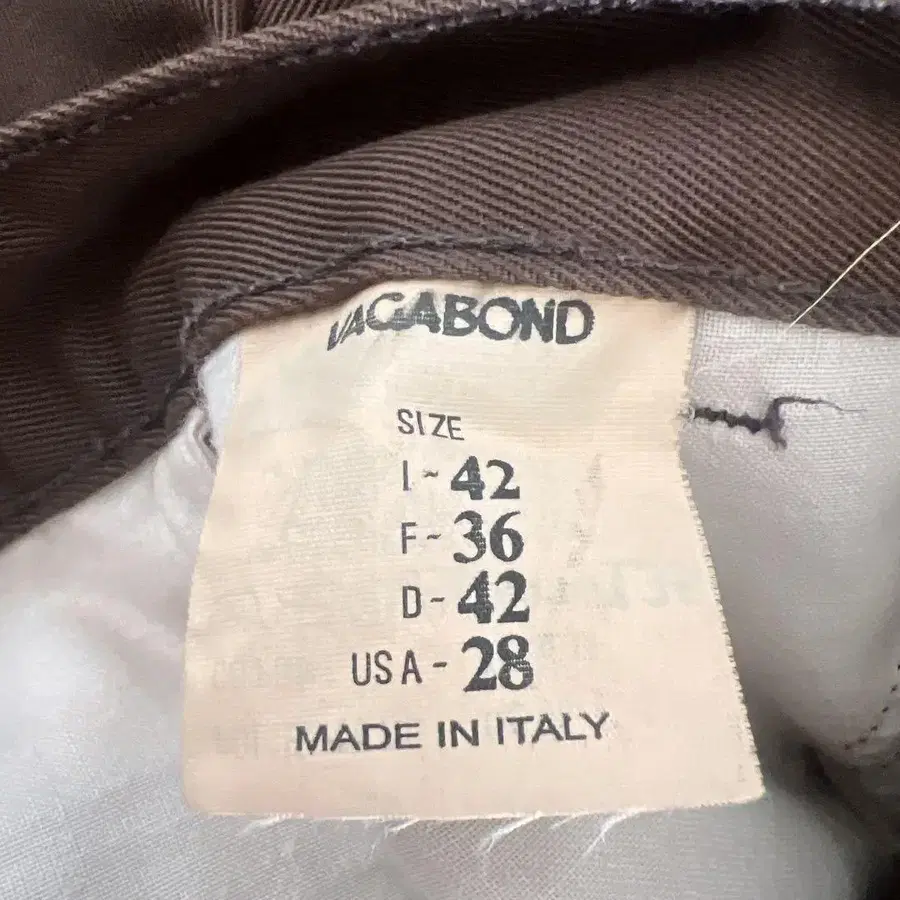 VAGABOND
SIZE
I-42
F-36
D-42
USA-28
MADE IN ITALY